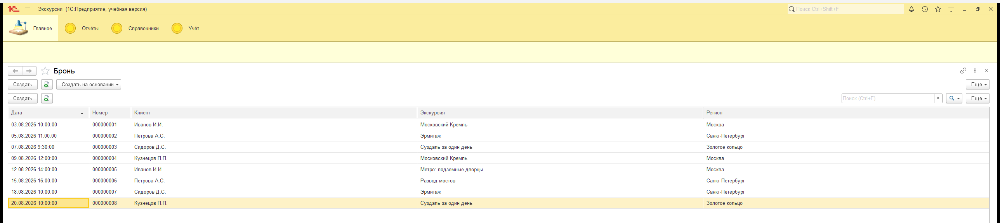 1С Экскурсии (1С:Предприятие, учебная версия) Поиск Ctrl+Shift+F
Главное Отчёты Справочники Учёт
Бронь
Создать Создать на основании Еще
Создать Поиск (Ctrl+F) × Еще
Дата ↓ Номер Клиент Экскурсия Регион
03.08.2026 10:00:00 000000001 Иванов И.И. Московский Кремль Москва
05.08.2026 11:00:00 000000002 Петрова А.С. Эрмитаж Санкт-Петербург
07.08.2026 9:30:00 000000003 Сидоров Д.С. Суздаль за один день Золотое кольцо
09.08.2026 12:00:00 000000004 Кузнецов П.П. Московский Кремль Москва
12.08.2026 14:00:00 000000005 Иванов И.И. Метро: подземные дворцы Москва
15.08.2026 16:00:00 000000006 Петрова А.С. Развод мостов Санкт-Петербург
18.08.2026 10:00:00 000000007 Сидоров Д.С. Эрмитаж Санкт-Петербург
20.08.2026 10:00:00 000000008 Кузнецов П.П. Суздаль за один день Золотое кольцо